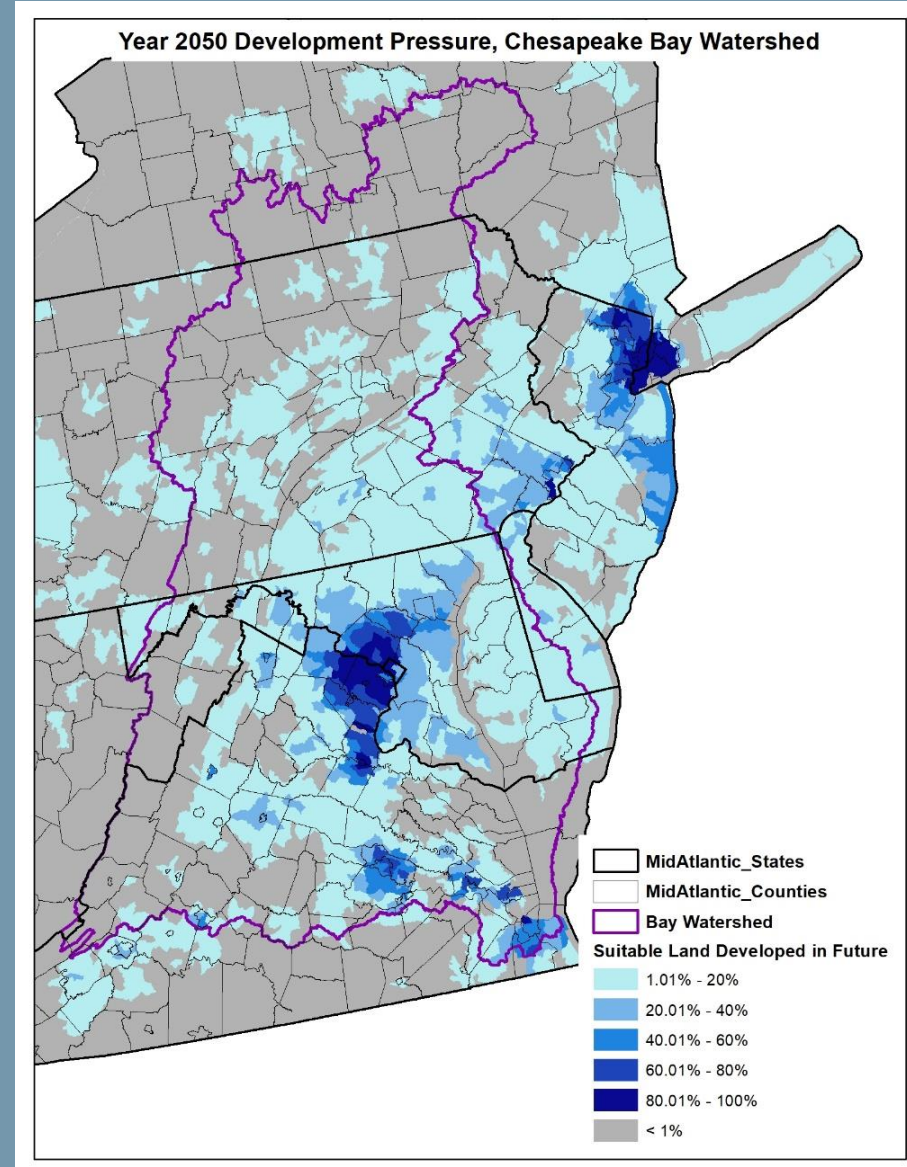 Year 2050 Development Pressure, Chesapeake Bay Watershed
MidAtlantic_States
MidAtlantic_Counties
Bay Watershed
Suitable Land Developed in Future
1.01% - 20%
20.01% - 40%
40.01% - 60%
60.01% - 80%
80.01% - 100%
< 1%